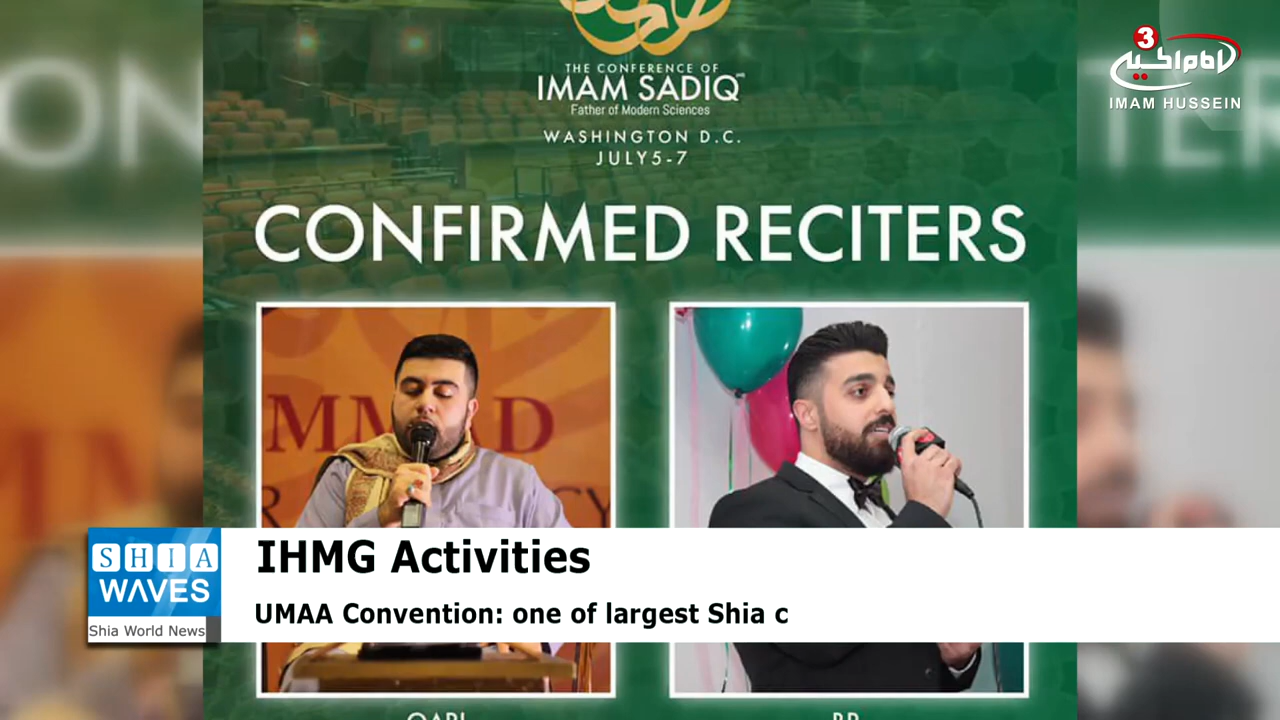 THE CONFERENCE OF
IMAM SADIQ
Father of Modern Sciences
WASHINGTON D.C.
JULY 5-7
3
IMAM HUSSEIN
CONFIRMED RECITERS
SHIA
WAVES
Shia World News
IHMG Activities
UMAA Convention: one of largest Shia c